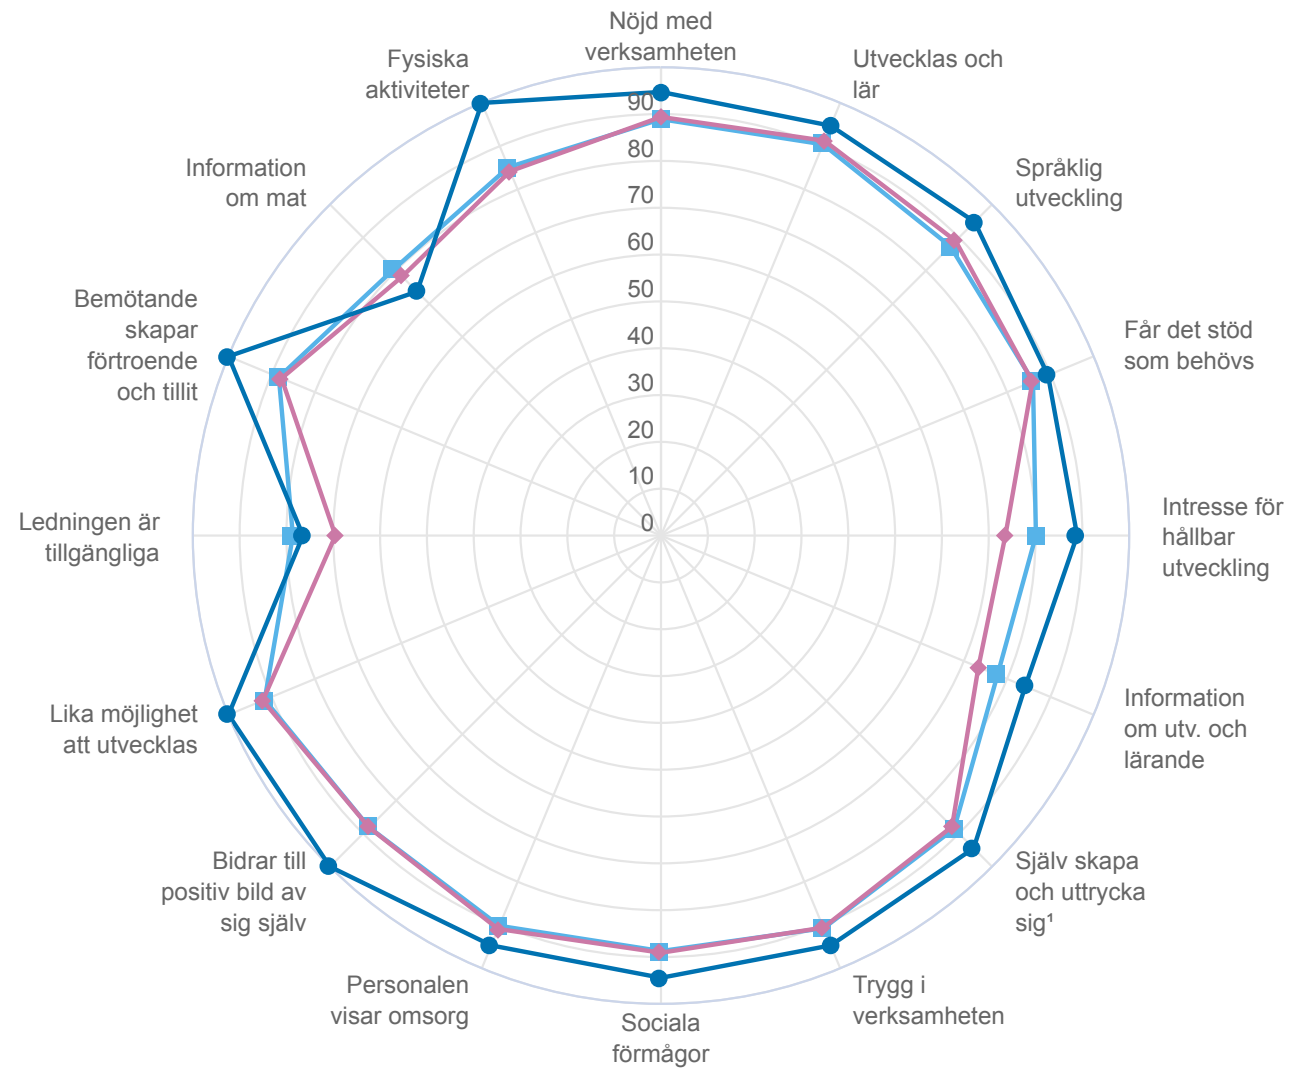 Nöjd med
verksamheten
Utvecklas och
lär
Språklig
utveckling
Får det stöd
som behövs
Intresse för
hållbar
utveckling
Information
om utv. och
lärande
Själv skapa
och uttrycka
sig¹
Trygg i
verksamheten
Sociala
förmågor
Personalen
visar omsorg
Bidrar till
positiv bild av
sig själv
Lika möjlighet
att utvecklas
Ledningen är
tillgängliga
Bemötande
skapar
förtroende
och tillit
Information
om mat
Fysiska
aktiviteter
90
80
70
60
50
40
30
20
10
0